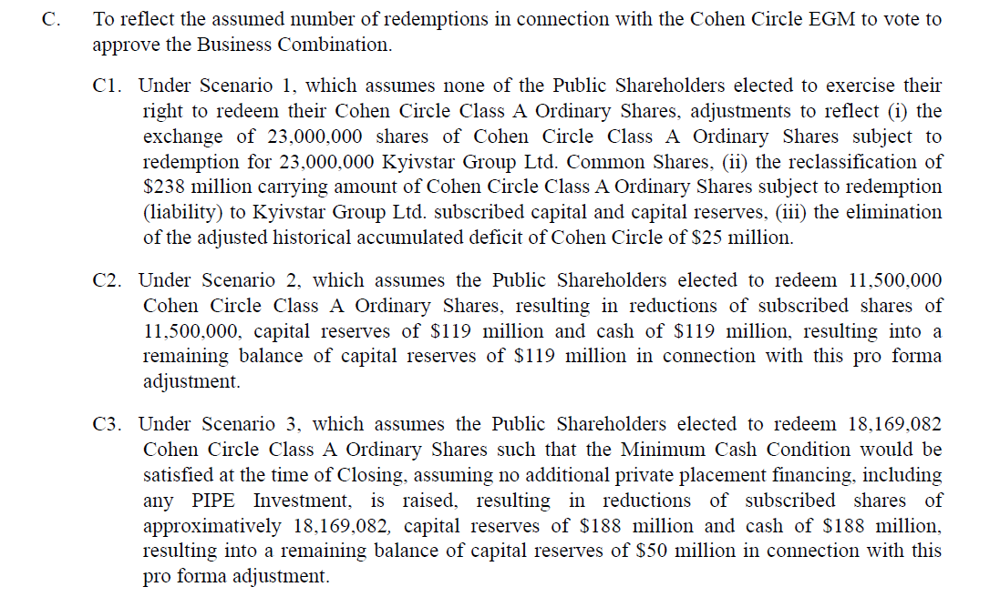 C. To reflect the assumed number of redemptions in connection with the Cohen Circle EGM to vote to
approve the Business Combination.
C1. Under Scenario 1, which assumes none of the Public Shareholders elected to exercise their
right to redeem their Cohen Circle Class A Ordinary Shares, adjustments to reflect (i) the
exchange of 23,000,000 shares of Cohen Circle Class A Ordinary Shares subject to
redemption for 23,000,000 Kyivstar Group Ltd. Common Shares, (ii) the reclassification of
$238 million carrying amount of Cohen Circle Class A Ordinary Shares subject to redemption
(liability) to Kyivstar Group Ltd. subscribed capital and capital reserves, (iii) the elimination
of the adjusted historical accumulated deficit of Cohen Circle of $25 million.
C2. Under Scenario 2, which assumes the Public Shareholders elected to redeem 11,500,000
Cohen Circle Class A Ordinary Shares, resulting in reductions of subscribed shares of
11,500,000, capital reserves of $119 million and cash of $119 million, resulting into a
remaining balance of capital reserves of $119 million in connection with this pro forma
adjustment.
C3. Under Scenario 3, which assumes the Public Shareholders elected to redeem 18,169,082
Cohen Circle Class A Ordinary Shares such that the Minimum Cash Condition would be
satisfied at the time of Closing, assuming no additional private placement financing, including
any PIPE Investment, is raised, resulting in reductions of subscribed shares of
approximatively 18,169,082, capital reserves of $188 million and cash of $188 million,
resulting into a remaining balance of capital reserves of $50 million in connection with this
pro forma adjustment.